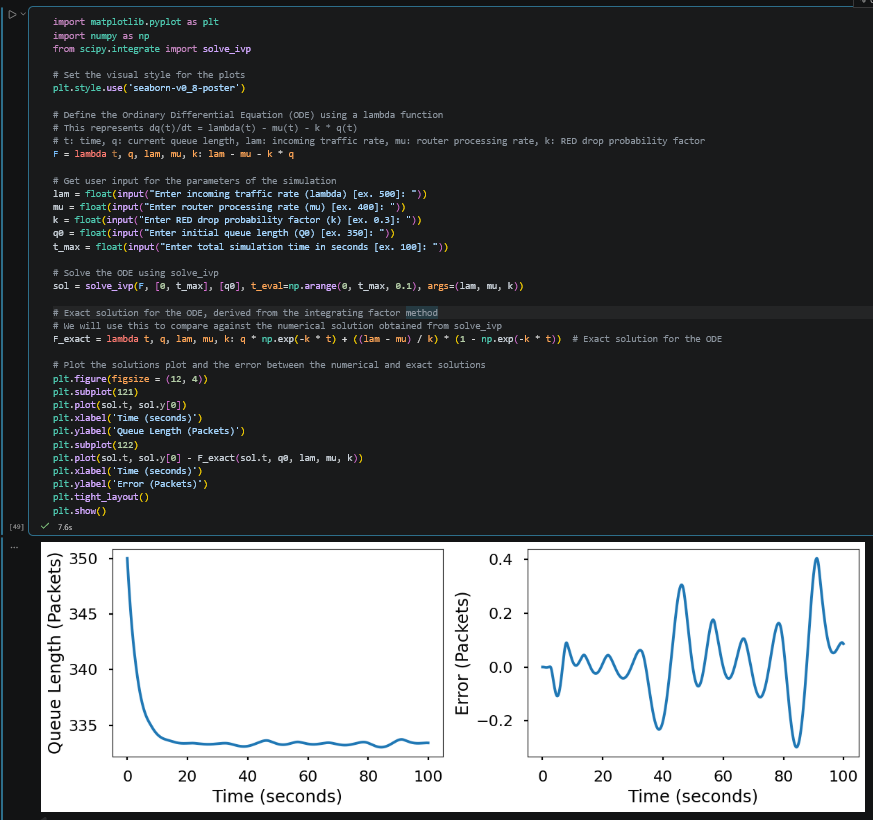 import matplotlib.pyplot as plt
import numpy as np
from scipy.integrate import solve_ivp
# Set the visual style for the plots
plt.style.use('seaborn-v0_8-poster')
# Define the Ordinary Differential Equation (ODE) using a lambda function
# This represents dq(t)/dt = lambda(t) - mu(t) - k * q(t)
# t: time, q: current queue length, lam: incoming traffic rate, mu: router processing rate, k: RED drop probability factor
F = lambda t, q, lam, mu, k: lam - mu - k * q
# Get user input for the parameters of the simulation
lam = float(input("Enter incoming traffic rate (lambda) [ex. 500]: "))
mu = float(input("Enter router processing rate (mu) [ex. 400]: "))
k = float(input("Enter RED drop probability factor (k) [ex. 0.3]: "))
q0 = float(input("Enter initial queue length (Q0) [ex. 350]: "))
t_max = float(input("Enter total simulation time in seconds [ex. 100]: "))
# Solve the ODE using solve_ivp
sol = solve_ivp(F, [0, t_max], [q0], t_eval=np.arange(0, t_max, 0.1), args=(lam, mu, k))
# Exact solution for the ODE, derived from the integrating factor method
# We will use this to compare against the numerical solution obtained from solve_ivp
F_exact = lambda t, q, lam, mu, k: q * np.exp(-k * t) + ((lam - mu) / k) * (1 - np.exp(-k * t))  # Exact solution for the ODE
# Plot the solutions plot and the error between the numerical and exact solutions
plt.figure(figsize = (12, 4))
plt.subplot(121)
plt.plot(sol.t, sol.y[0])
plt.xlabel('Time (seconds)')
plt.ylabel('Queue Length (Packets)')
plt.subplot(122)
plt.plot(sol.t, sol.y[0] - F_exact(sol.t, q0, lam, mu, k))
plt.xlabel('Time (seconds)')
plt.ylabel('Error (Packets)')
plt.tight_layout()
plt.show()
[49]
7.6s
...
Queue Length (Packets)
350
345
340
335
0 20 40 60 80 100
Time (seconds)
Error (Packets)
0.4
0.2
0.0
−0.2
0 20 40 60 80 100
Time (seconds)